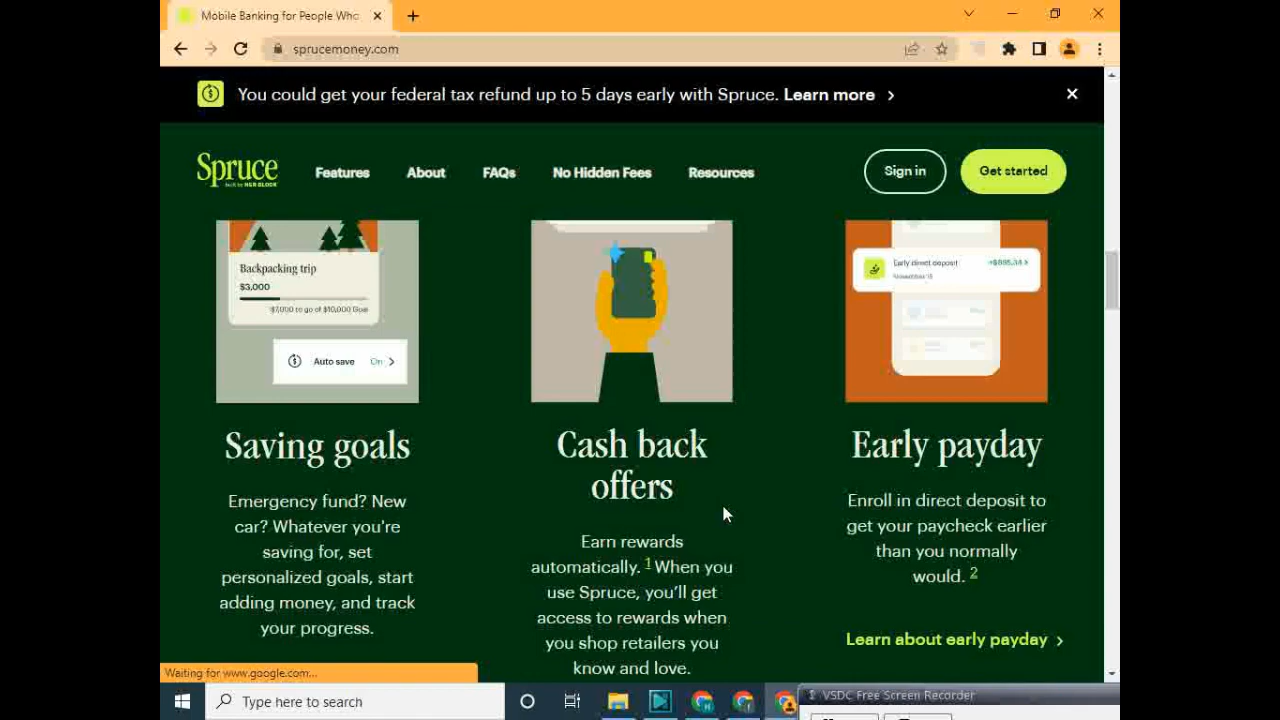 Mobile Banking for People Who
sprucemoney.com
You could get your federal tax refund up to 5 days early with Spruce. Learn more
Spruce
built by H&R BLOCK
Features
About
FAQs
No Hidden Fees
Resources
Sign in
Get started
Backpacking trip
$3,000
$7,000 to go of $10,000 Goal
Auto save On
Early direct deposit
Saving goals
Emergency fund? New
car? Whatever you're
saving for, set
personalized goals, start
adding money, and track
your progress.
Cash back
offers
Earn rewards
automatically. 1 When you
use Spruce, you’ll get
access to rewards when
you shop retailers you
know and love.
Early payday
Enroll in direct deposit to
get your paycheck earlier
than you normally
would. 2
Learn about early payday
Waiting for www.google.com...
Type here to search
VSDC Free Screen Recorder